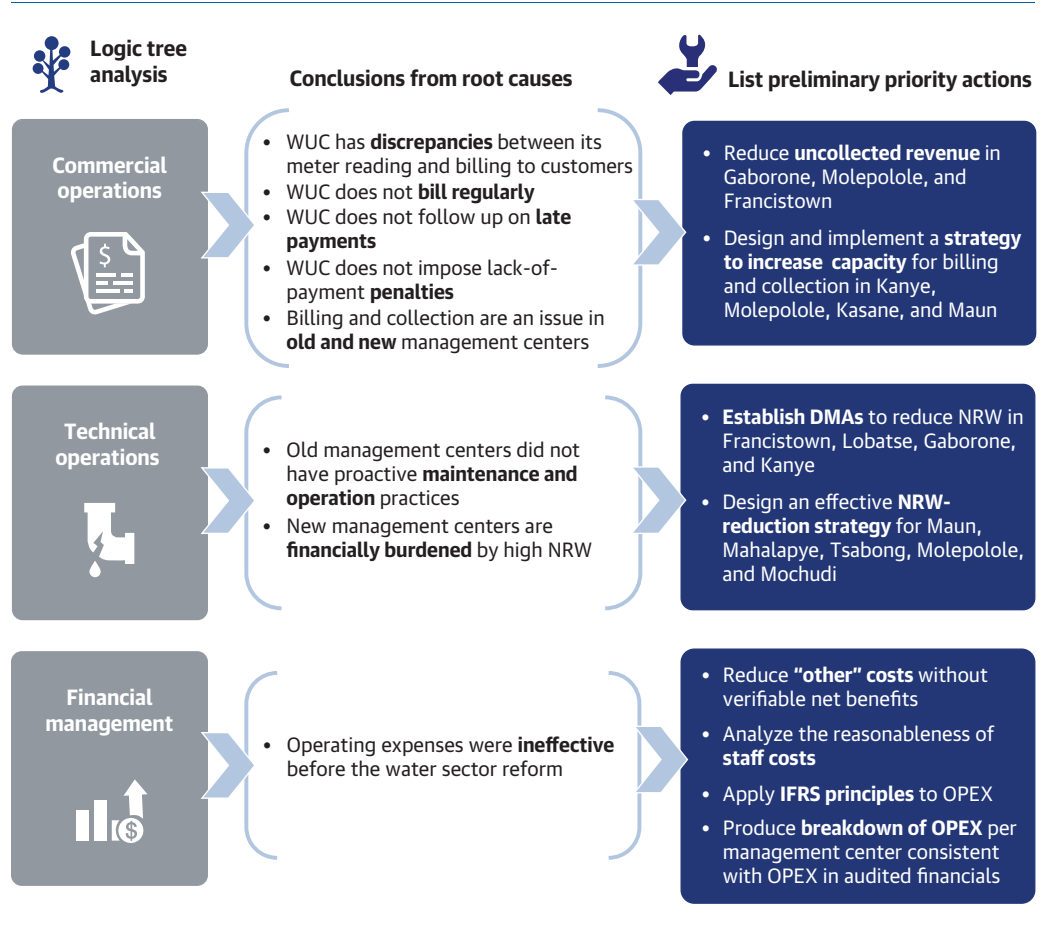 Logic tree
analysis
Conclusions from root causes
List preliminary priority actions
Commercial
operations
$
• WUC has discrepancies between its
meter reading and billing to customers
• WUC does not bill regularly
• WUC does not follow up on late
payments
• WUC does not impose lack-of-
payment penalties
• Billing and collection are an issue in
old and new management centers
• Reduce uncollected revenue in
Gaborone, Molepolole, and
Francistown
• Design and implement a strategy
to increase capacity for billing
and collection in Kanye,
Molepolole, Kasane, and Maun
Technical
operations
• Old management centers did not
have proactive maintenance and
operation practices
• New management centers are
financially burdened by high NRW
• Establish DMAs to reduce NRW in
Francistown, Lobatse, Gaborone,
and Kanye
• Design an effective NRW-
reduction strategy for Maun,
Mahalapye, Tsabong, Molepolole,
and Mochudi
Financial
management
$
• Operating expenses were ineffective
before the water sector reform
• Reduce “other” costs without
verifiable net benefits
• Analyze the reasonableness of
staff costs
• Apply IFRS principles to OPEX
• Produce breakdown of OPEX per
management center consistent
with OPEX in audited financials